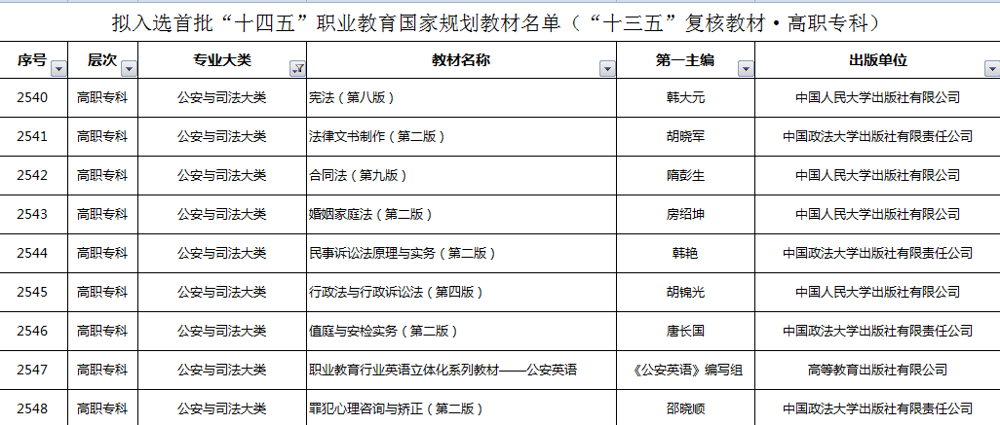 拟入选首批“十四五”职业教育国家规划教材名单（“十三五”复核教材·高职专科）
序号 层次 专业大类 教材名称 第一主编 出版单位
2540 高职专科 公安与司法大类 宪法（第八版） 韩大元 中国人民大学出版社有限公司
2541 高职专科 公安与司法大类 法律文书制作（第二版） 胡晓军 中国政法大学出版社有限责任公司
2542 高职专科 公安与司法大类 合同法（第九版） 隋彭生 中国人民大学出版社有限公司
2543 高职专科 公安与司法大类 婚姻家庭法（第二版） 房绍坤 中国人民大学出版社有限公司
2544 高职专科 公安与司法大类 民事诉讼法原理与实务（第二版） 韩艳 中国政法大学出版社有限责任公司
2545 高职专科 公安与司法大类 行政法与行政诉讼法（第四版） 胡锦光 中国人民大学出版社有限公司
2546 高职专科 公安与司法大类 值庭与安检实务（第二版） 唐长国 中国政法大学出版社有限责任公司
2547 高职专科 公安与司法大类 职业教育行业英语立体化系列教材——公安英语 《公安英语》编写组 高等教育出版社有限公司
2548 高职专科 公安与司法大类 罪犯心理咨询与矫正（第二版） 邵晓顺 中国政法大学出版社有限责任公司